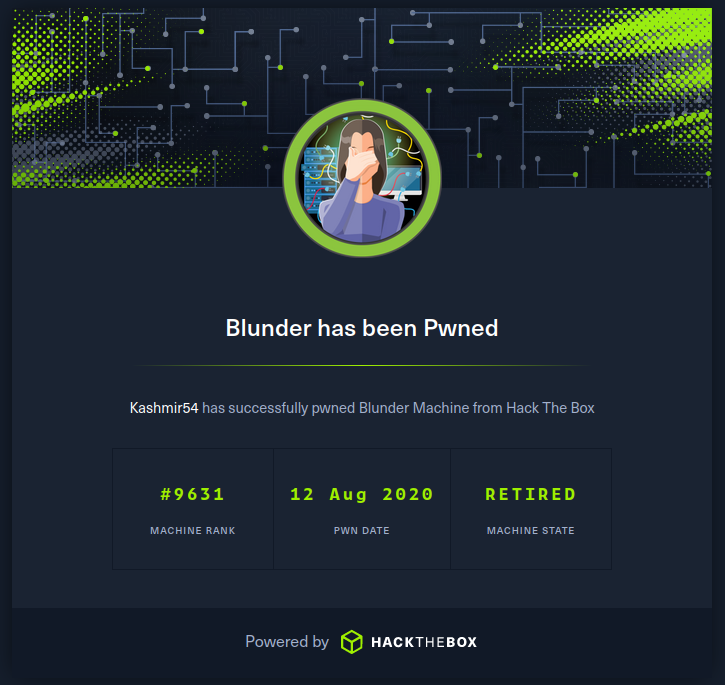 Blunder has been Pwned
Kashmir54 has successfully pwned Blunder Machine from Hack The Box
#9631 12 Aug 2020 RETIRED
MACHINE RANK PWN DATE MACHINE STATE
Powered by HACKTHEBOX